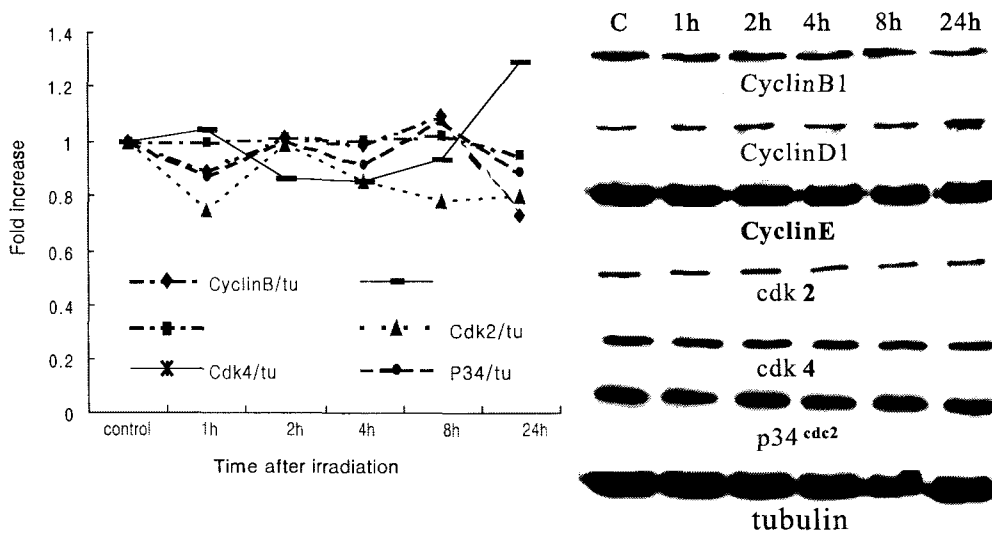 1.4
1.2
1
0.8
0.6
0.4
0.2
0
Fold increase
CyclinB/tu
Cdk2/tu
Cdk4/tu
P34/tu
control 1h 2h 4h 8h 24h
Time after irradiation
C 1h 2h 4h 8h 24h
CyclinB1
CyclinD1
CyclinE
cdk 2
cdk 4
p34 cdc2
tubulin